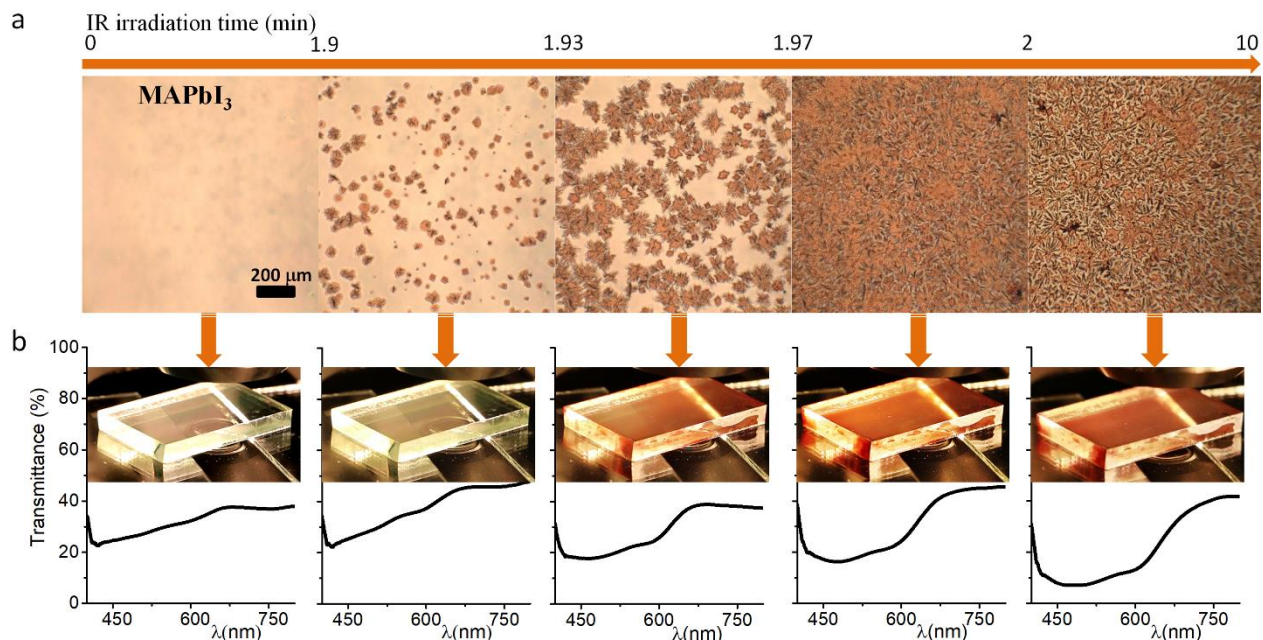 a
IR irradiation time (min)
0 1.9 1.93 1.97 2 10
MAPbI₃
200 μm
b
100
80
60
40
20
0
Transmittance (%)
450 600 750 450 600 750 450 600 750 450 600 750 450 600 750
λ(nm) λ(nm) λ(nm) λ(nm) λ(nm)